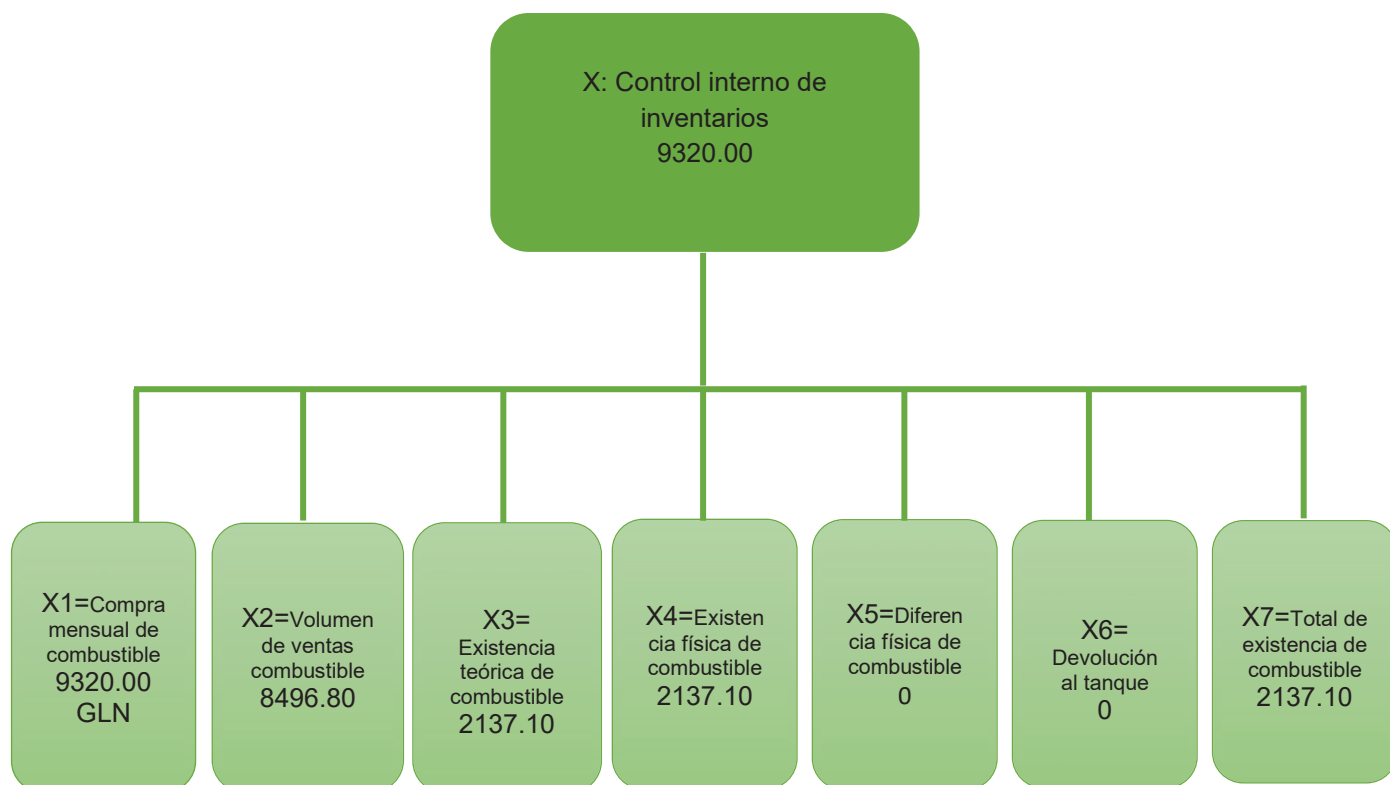 X: Control interno de
inventarios
9320.00
X1=Compra
mensual de
combustible
9320.00
GLN
X2=Volumen
de ventas
combustible
8496.80
X3=
Existencia
teórica de
combustible
2137.10
X4=Existen
cia física de
combustible
2137.10
X5=Diferen
cia física de
combustible
0
X6=
Devolución
al tanque
0
X7=Total de
existencia de
combustible
2137.10